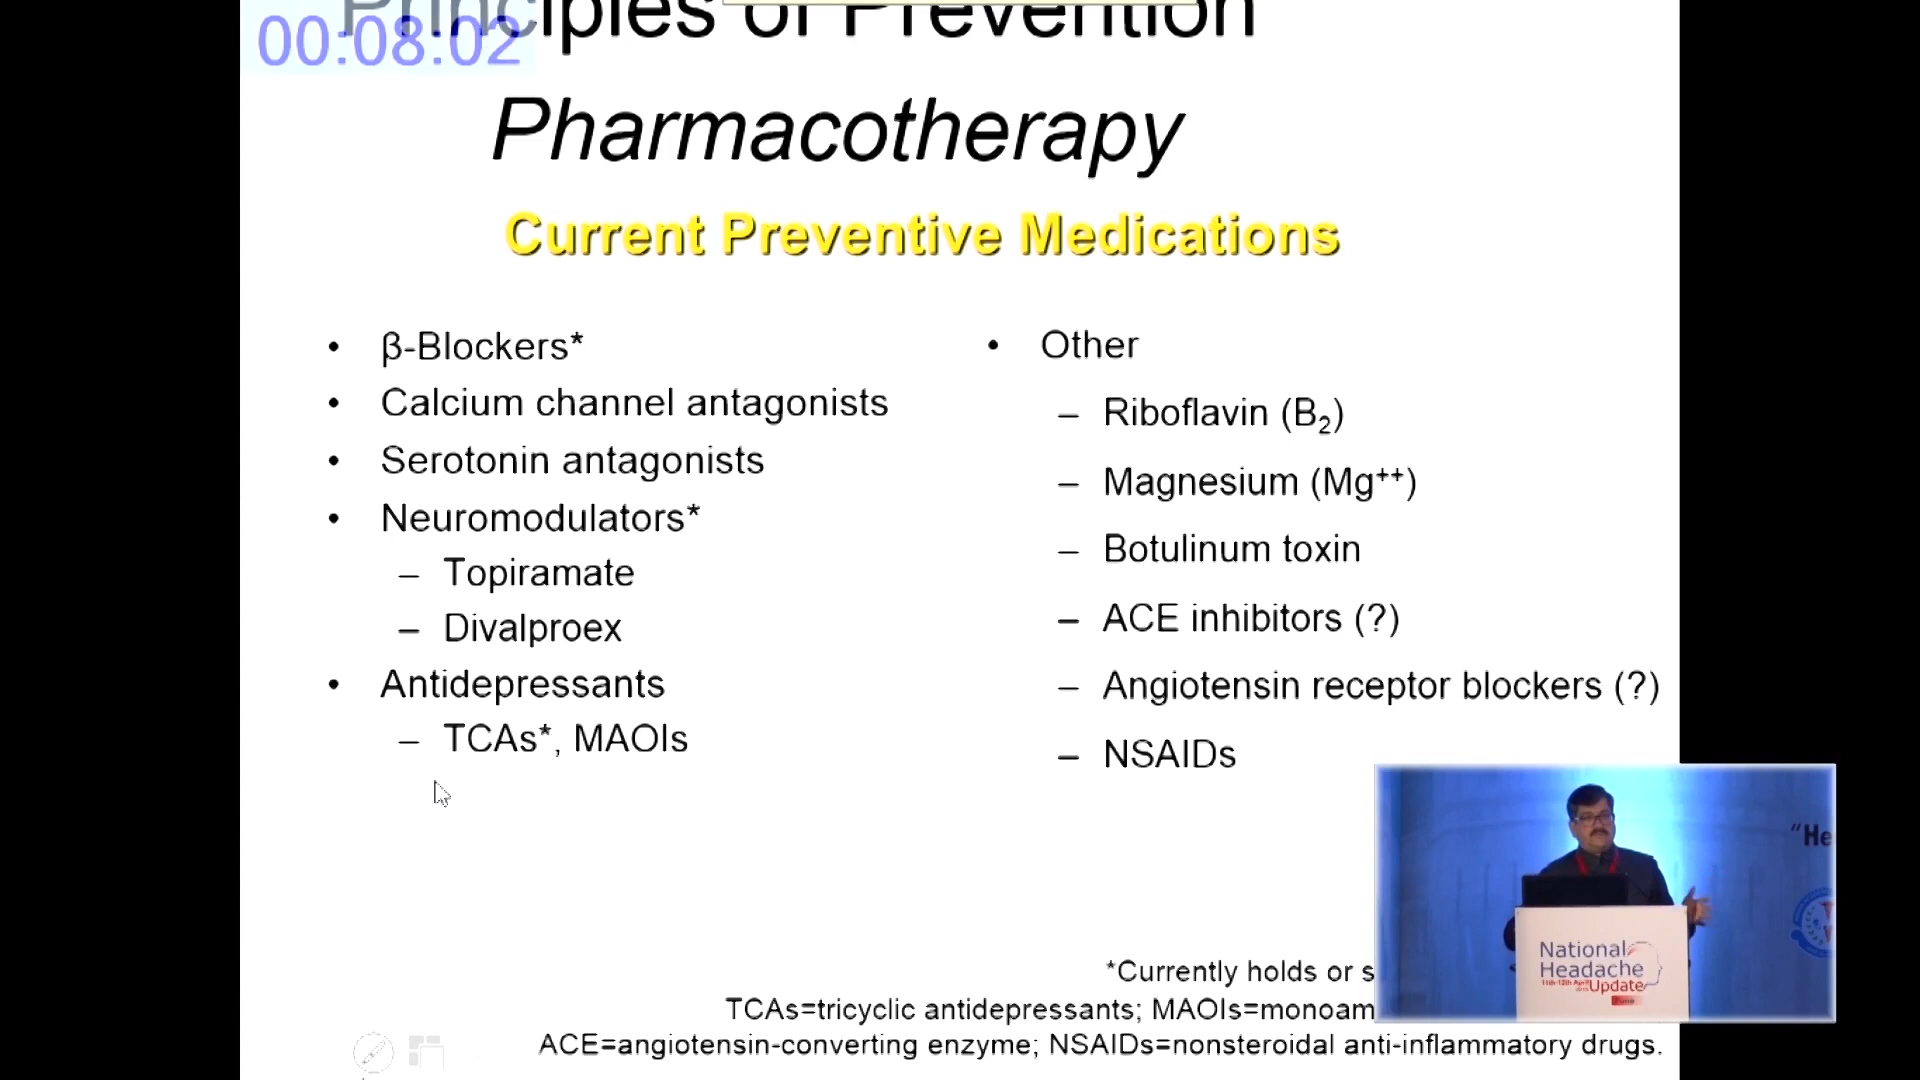 Principles of Prevention
00:08:02
Pharmacotherapy
Current Preventive Medications
• β-Blockers*
• Calcium channel antagonists
• Serotonin antagonists
• Neuromodulators*
– Topiramate
– Divalproex
• Antidepressants
– TCAs*, MAOIs
• Other
– Riboflavin (B₂)
– Magnesium (Mg⁺⁺)
– Botulinum toxin
– ACE inhibitors (?)
– Angiotensin receptor blockers (?)
– NSAIDs
"He
National
Headache
11th-12th April
Update
*Currently holds or s
TCAs=tricyclic antidepressants; MAOIs=monoam
ACE=angiotensin-converting enzyme; NSAIDs=nonsteroidal anti-inflammatory drugs.